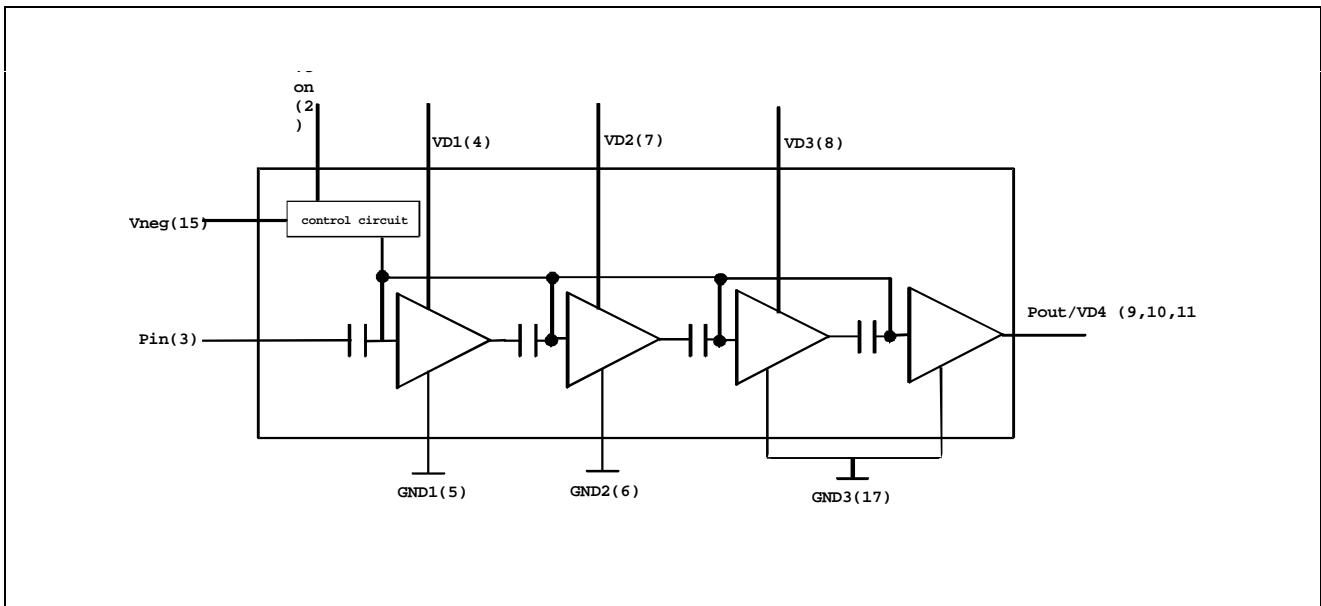 on
(2
)
VD1(4)
VD2(7)
VD3(8)
Vneg(15)
control circuit
Pin(3)
Pout/VD4 (9,10,11
GND1(5)
GND2(6)
GND3(17)